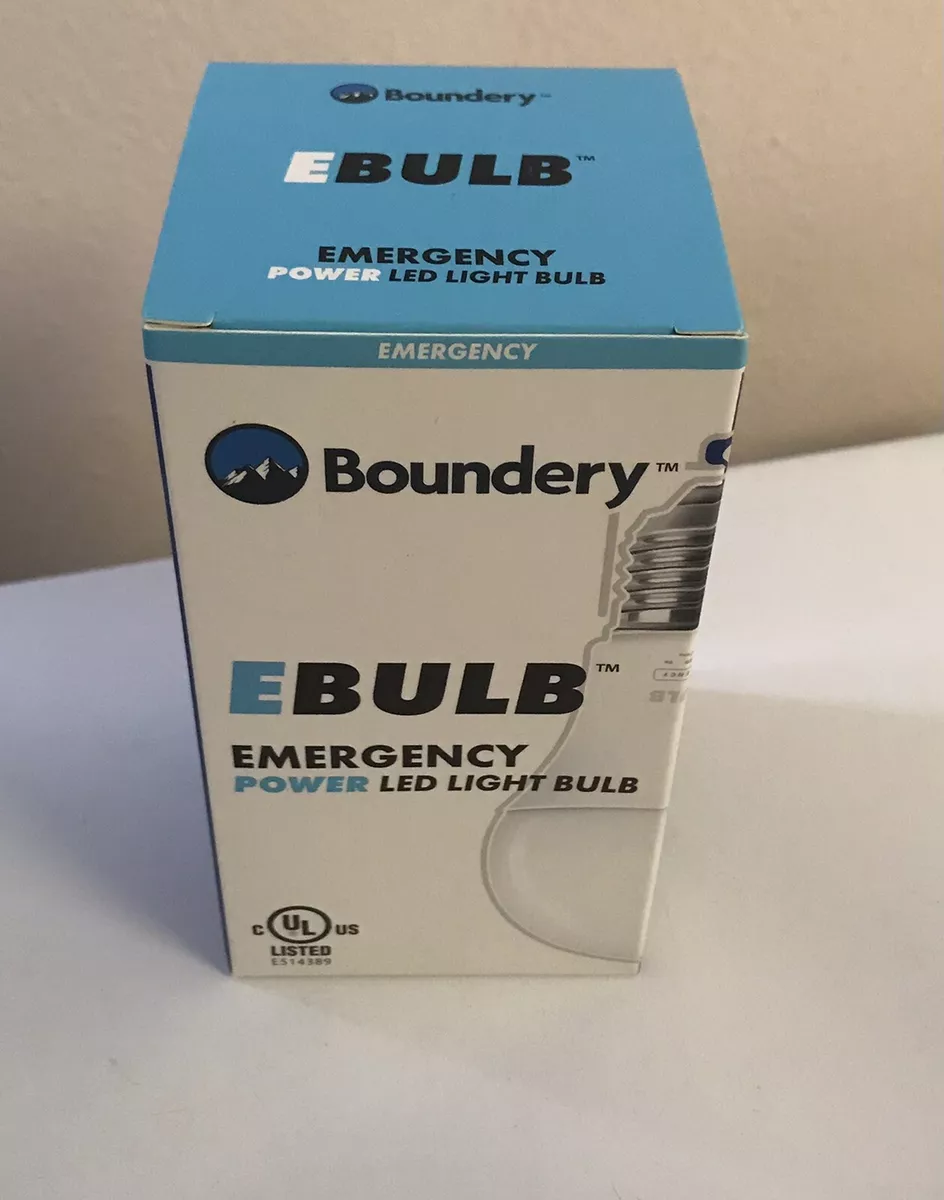 Boundery™
EBULB™
EMERGENCY
POWER LED LIGHT BULB
EMERGENCY
Boundery™
EBULB™
EMERGENCY
POWER LED LIGHT BULB
C UL US
LISTED
E514389